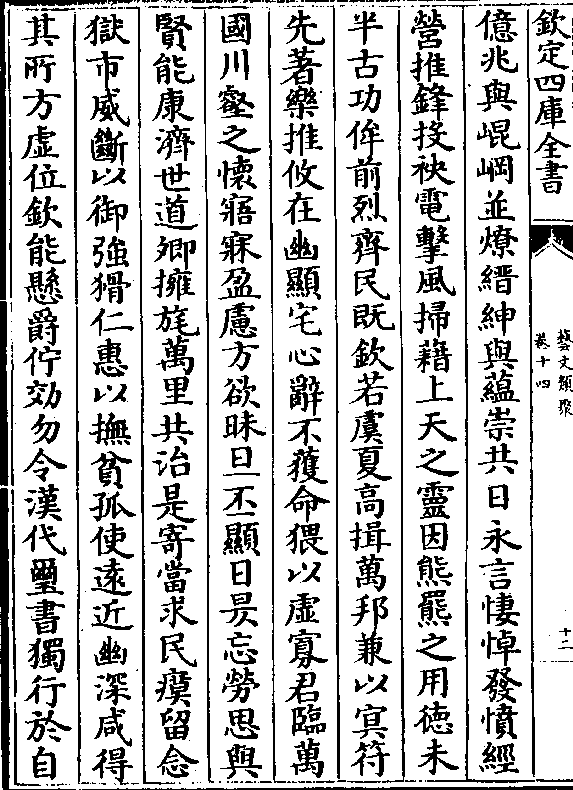 欽定四庫全書
藝文類聚
卷十四
十二
億兆與崐岡並燎縉紳與蘊崇共日永言悽悼發憤經
營推鋒投袂電擊風掃藉上天之靈因熊羆之用德未
半古功侔前烈齊民既欽若虞夏高揖萬邦兼以冥符
先著樂推攸在幽顯宅心辭不獲命猥以虛寡君臨萬
國川壑之懷寤寐盈慮方欲昧旦丕顯日昃忘勞思與
賢能康濟世道卿擁旄萬里共治是寄當求民瘼留念
獄市威斷以御強猾仁惠以撫貧孤使遠近幽深咸得
其所方虛位欽能懸爵佇效勿令漢代璽書獨行於自